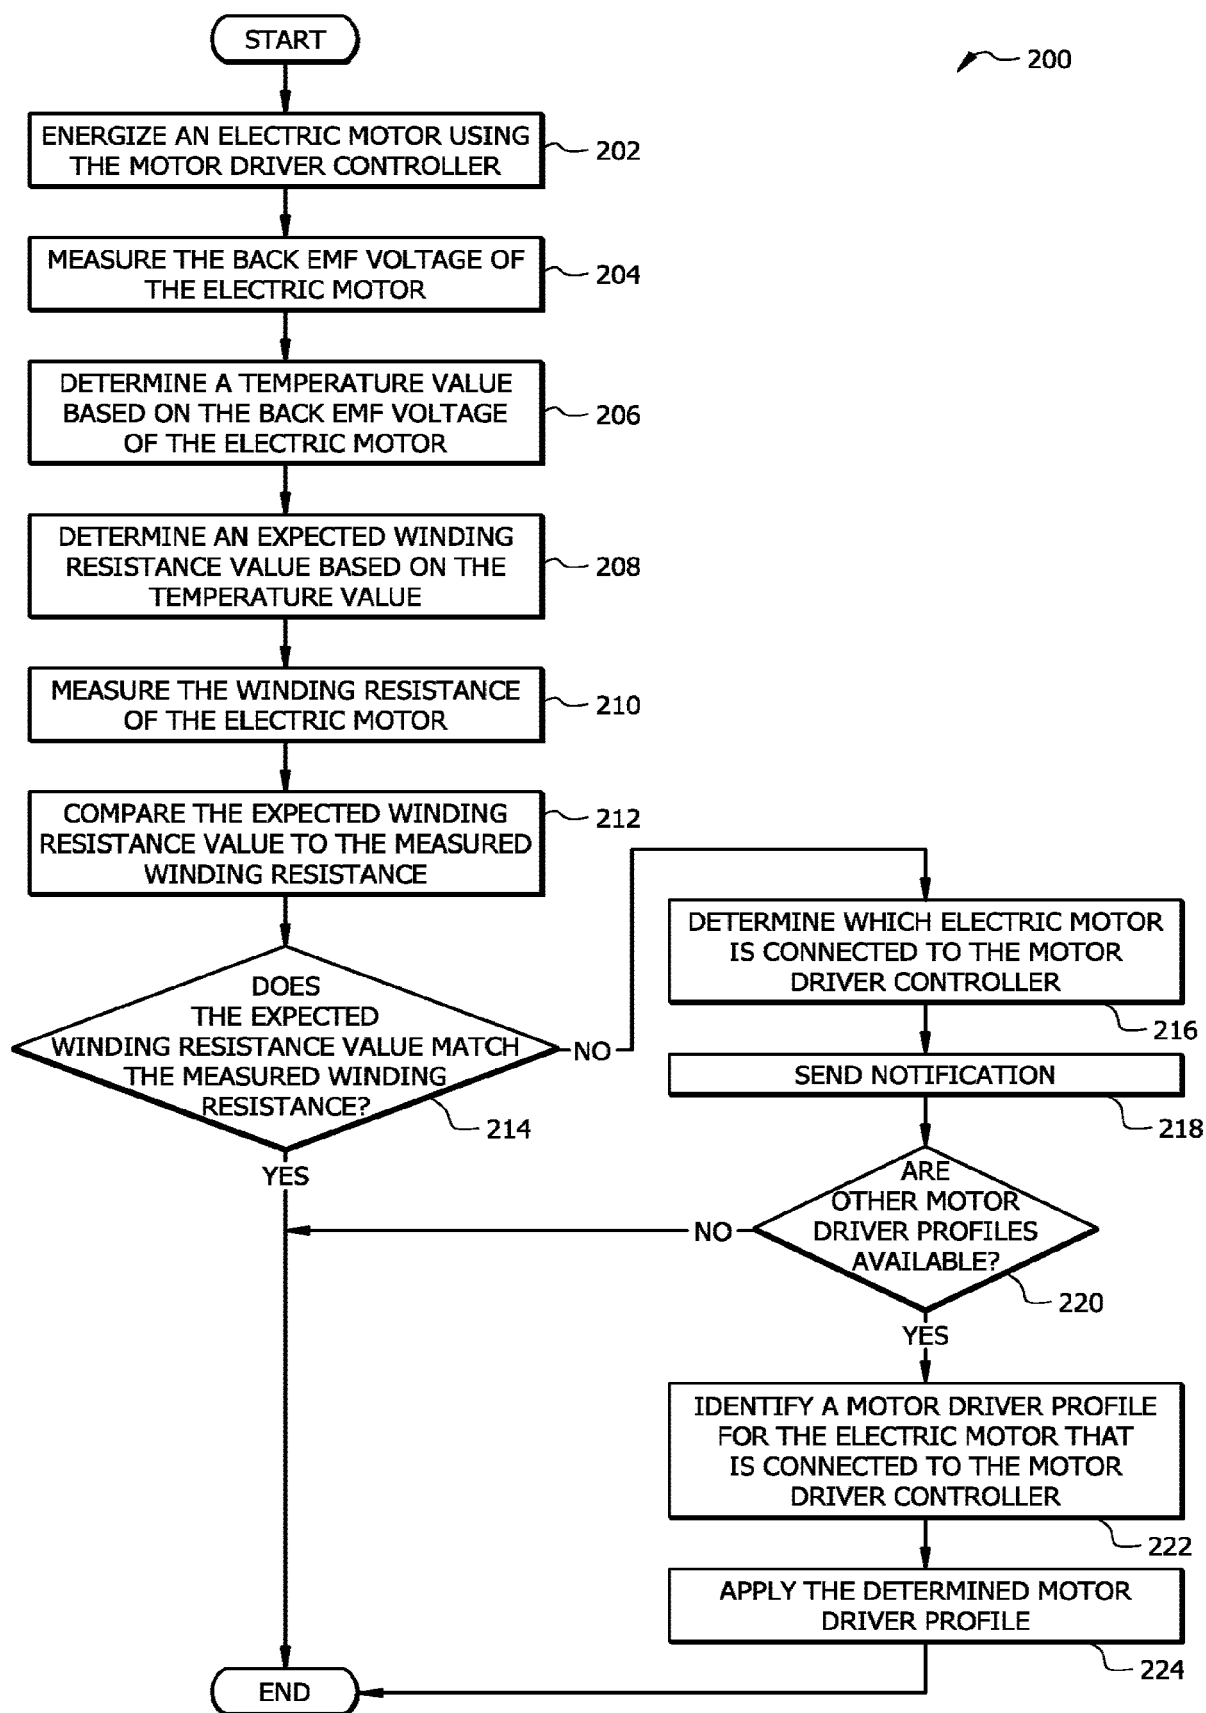 START
200
ENERGIZE AN ELECTRIC MOTOR USING
THE MOTOR DRIVER CONTROLLER
202
MEASURE THE BACK EMF VOLTAGE OF
THE ELECTRIC MOTOR
204
DETERMINE A TEMPERATURE VALUE
BASED ON THE BACK EMF VOLTAGE
OF THE ELECTRIC MOTOR
206
DETERMINE AN EXPECTED WINDING
RESISTANCE VALUE BASED ON THE
TEMPERATURE VALUE
208
MEASURE THE WINDING RESISTANCE
OF THE ELECTRIC MOTOR
210
COMPARE THE EXPECTED WINDING
RESISTANCE VALUE TO THE MEASURED
WINDING RESISTANCE
212
DOES
THE EXPECTED
WINDING RESISTANCE VALUE MATCH
THE MEASURED WINDING
RESISTANCE?
214
NO
YES
DETERMINE WHICH ELECTRIC MOTOR
IS CONNECTED TO THE MOTOR
DRIVER CONTROLLER
216
SEND NOTIFICATION
218
ARE
OTHER MOTOR
DRIVER PROFILES
AVAILABLE?
220
NO
YES
IDENTIFY A MOTOR DRIVER PROFILE
FOR THE ELECTRIC MOTOR THAT
IS CONNECTED TO THE MOTOR
DRIVER CONTROLLER
222
APPLY THE DETERMINED MOTOR
DRIVER PROFILE
224
END